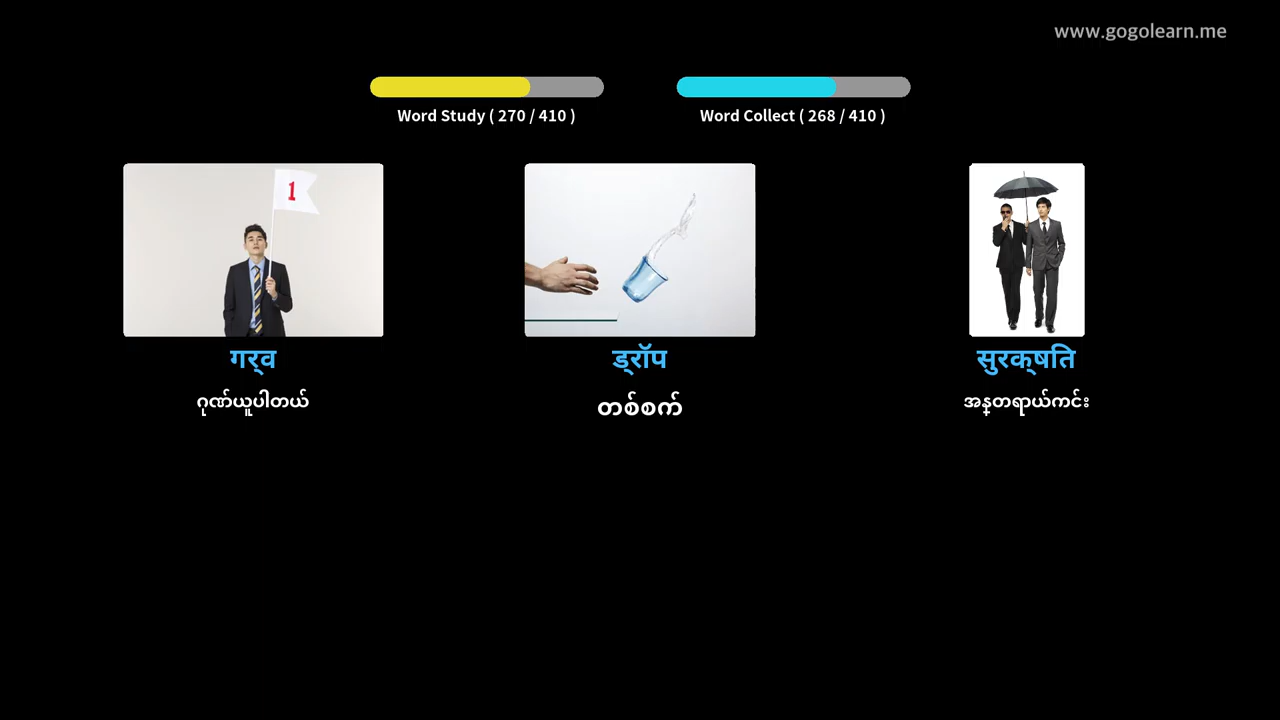 www.gogolearn.me
Word Study ( 270 / 410 )
Word Collect ( 268 / 410 )
1
गर्व
ड्रॉप
सुरक्षति
ဂုဏ်ယူပါတယ်
တစ်စက်
အန္တရာယ်ကင်း